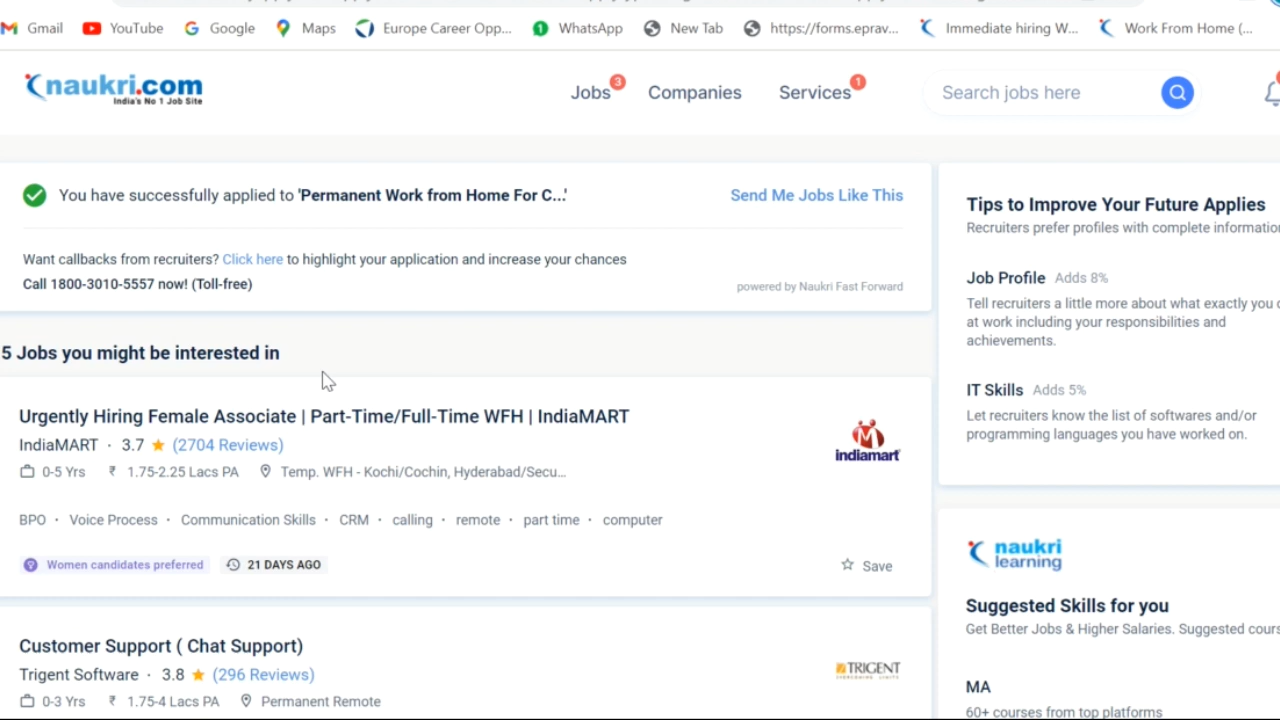 Gmail YouTube Google Maps Europe Career Opp... WhatsApp New Tab https://forms.eprav... Immediate hiring W... Work From Home (...
naukri.com
India's No 1 Job Site
Jobs 3 Companies Services 1 Search jobs here
You have successfully applied to 'Permanent Work from Home For C...'
Send Me Jobs Like This
Want callbacks from recruiters? Click here to highlight your application and increase your chances
Call 1800-3010-5557 now! (Toll-free)
powered by Naukri Fast Forward
5 Jobs you might be interested in
Urgently Hiring Female Associate | Part-Time/Full-Time WFH | IndiaMART
IndiaMART · 3.7 (2704 Reviews)
indiamart
0-5 Yrs ₹ 1.75-2.25 Lacs PA Temp. WFH - Kochi/Cochin, Hyderabad/Secu...
BPO · Voice Process · Communication Skills · CRM · calling · remote · part time · computer
Women candidates preferred 21 DAYS AGO Save
Customer Support ( Chat Support)
Trigent Software · 3.8 (296 Reviews)
TRIGENT
0-3 Yrs ₹ 1.75-4 Lacs PA Permanent Remote
Tips to Improve Your Future Applies
Recruiters prefer profiles with complete information
Job Profile Adds 8%
Tell recruiters a little more about what exactly you
at work including your responsibilities and
achievements.
IT Skills Adds 5%
Let recruiters know the list of softwares and/or
programming languages you have worked on.
naukri
learning
Suggested Skills for you
Get Better Jobs & Higher Salaries. Suggested cours
MA
60+ courses from top platforms